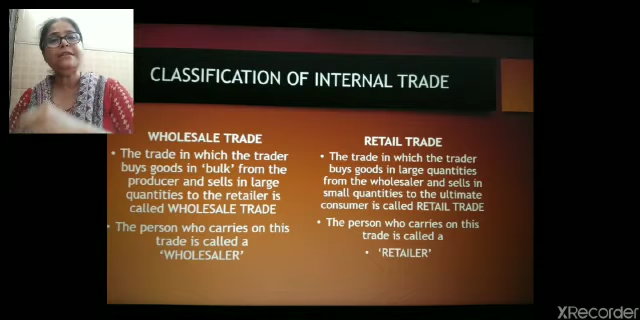 CLASSIFICATION OF INTERNAL TRADE
WHOLESALE TRADE
• The trade in which the trader
buys goods in ‘bulk’ from the
producer and sells in large
quantities to the retailer is
called WHOLESALE TRADE
• The person who carries on this
trade is called a
‘WHOLESALER’
RETAIL TRADE
• The trade in which the trader
buys goods in large quantities
from the wholesaler and sells in
small quantities to the ultimate
consumer is called RETAIL TRADE
• The person who carries on this
trade is called a
• ‘RETAILER’
XRecorder